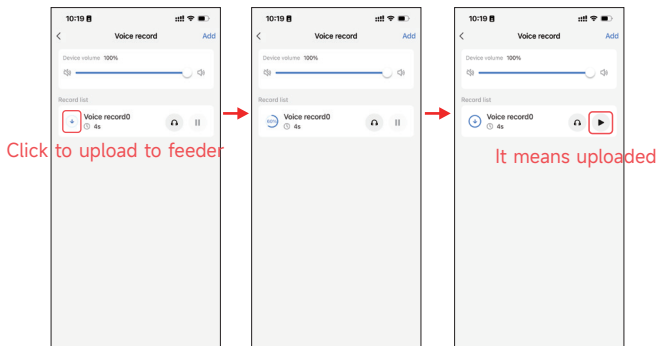 10:19
Voice record
Add
Device volume 100%
Record list
Voice record0
4s
Click to upload to feeder
10:19
Voice record
Add
Device volume 100%
Record list
Voice record0
4s
10:19
Voice record
Add
Device volume 100%
Record list
Voice record0
4s
It means uploaded